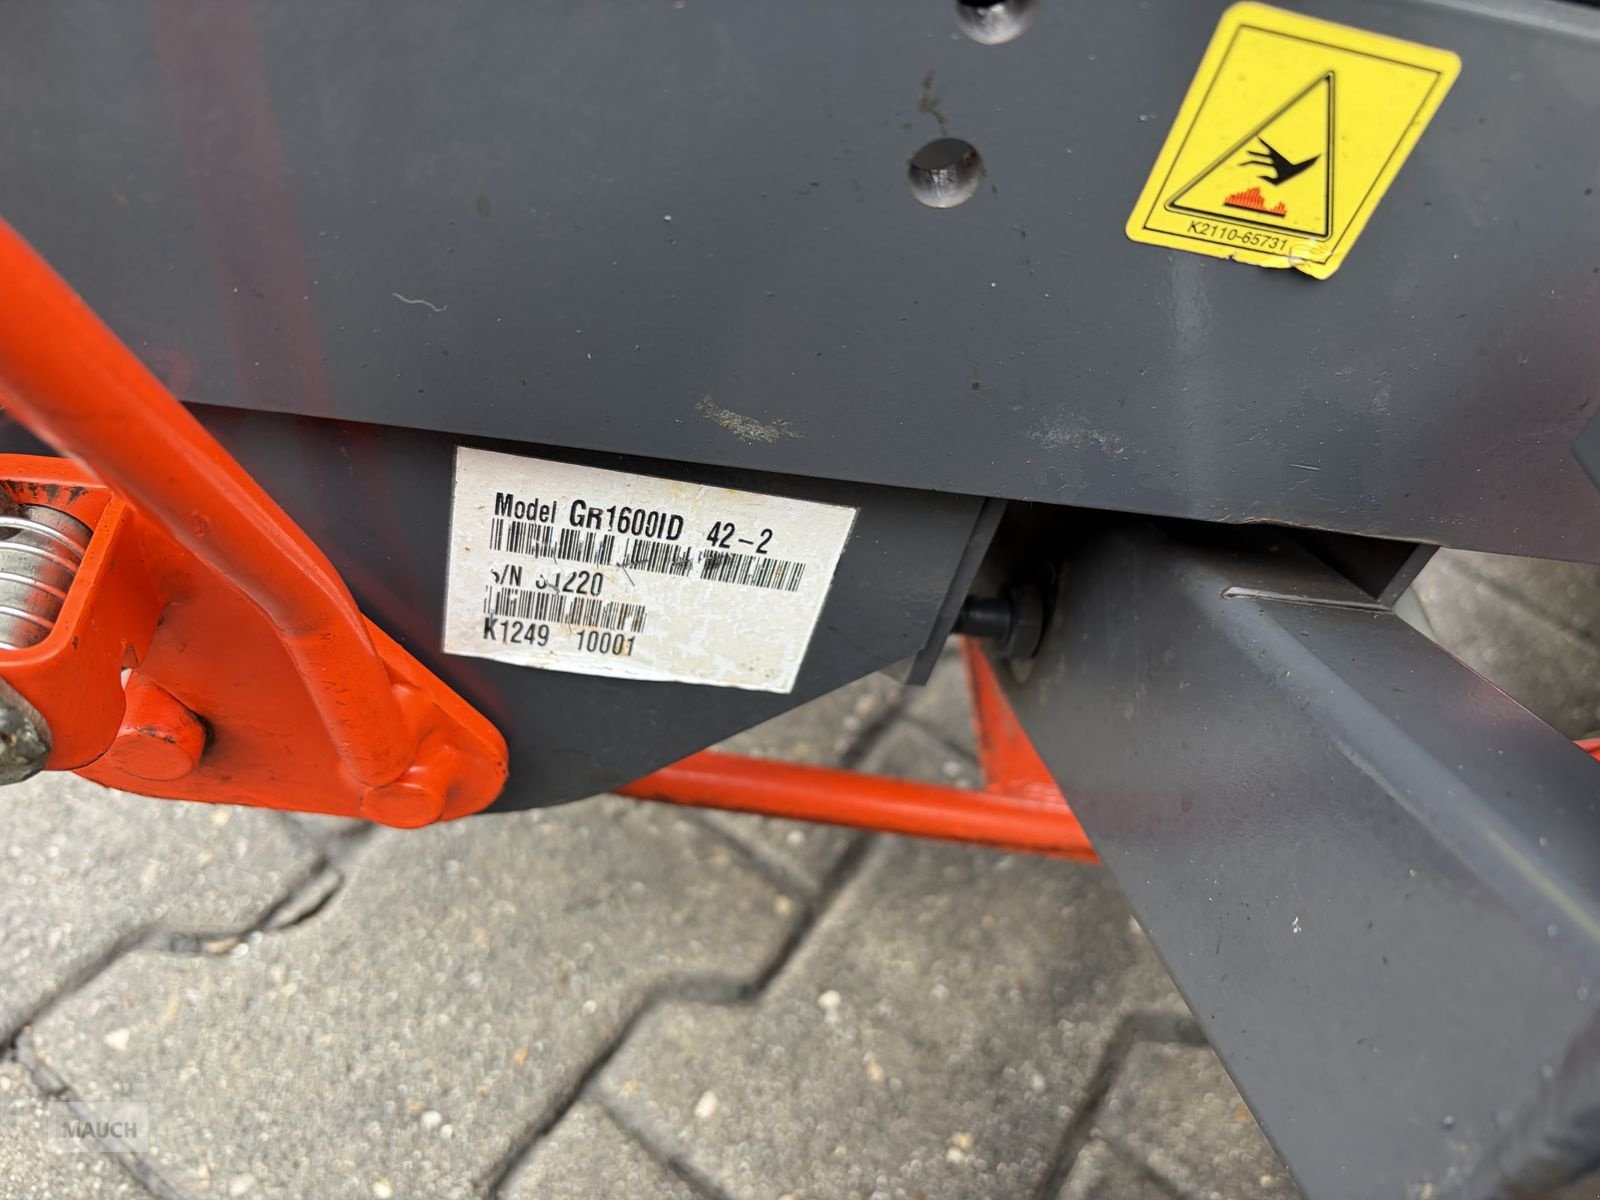 K2110-65731
Model GR1600ID 42-2
S/N
K1249 10001
MAUCH